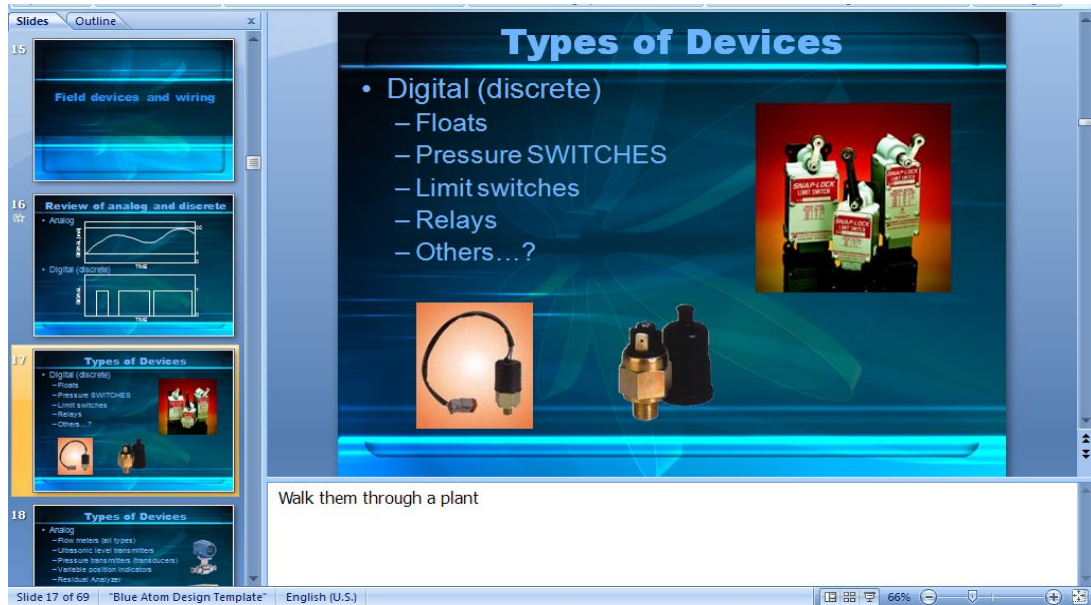 Slides
Outline
x
15
Field devices and wiring
16
Review of analog and discrete
• Analog
TIME
• Digital (discrete)
TIME
17
Types of Devices
• Digital (discrete)
–Floats
–Pressure SWITCHES
–Limit switches
–Relays
–Others...?
18
Types of Devices
• Analog
–Flow meters (all types)
–Ultrasonic level transmitters
–Pressure transmitters (transducers)
–Variable position indicators
–Residual Analyzer
Types of Devices
• Digital (discrete)
– Floats
– Pressure SWITCHES
– Limit switches
– Relays
– Others…?
SNAP-LOCK
LIMIT SWITCH
SNAP-LOCK
LIMIT SWITCH
SNAP-LOCK
LIMIT SWITCH
Walk them through a plant
Slide 17 of 69
"Blue Atom Design Template"
English (U.S.)
66%